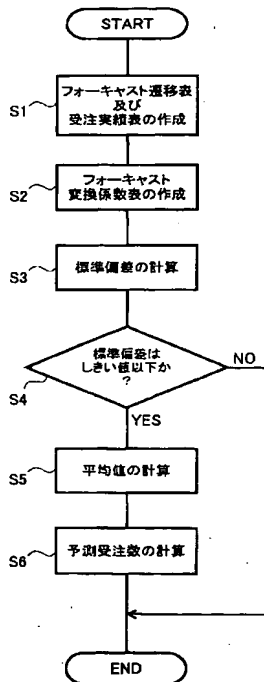 START
S1
フォーキャスト遷移表
及び
受注実績表の作成
S2
フォーキャスト
変換係数表の作成
S3
標準偏差の計算
標準偏差は
しきい値以下か
?
NO
S4
YES
S5
平均値の計算
S6
予測受注数の計算
END